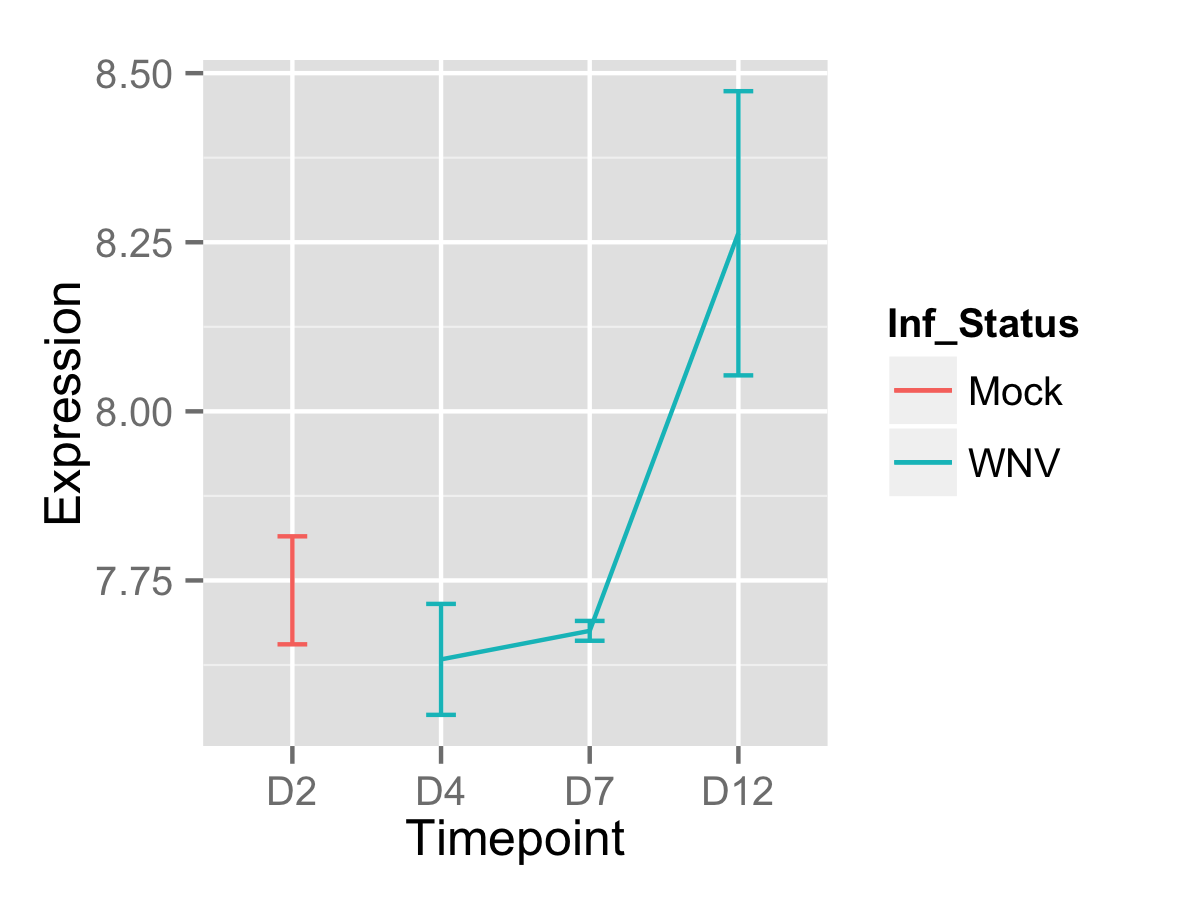 8.50
8.25
8.00
7.75
Expression
D2 D4 D7 D12
Timepoint
Inf_Status
Mock
WNV